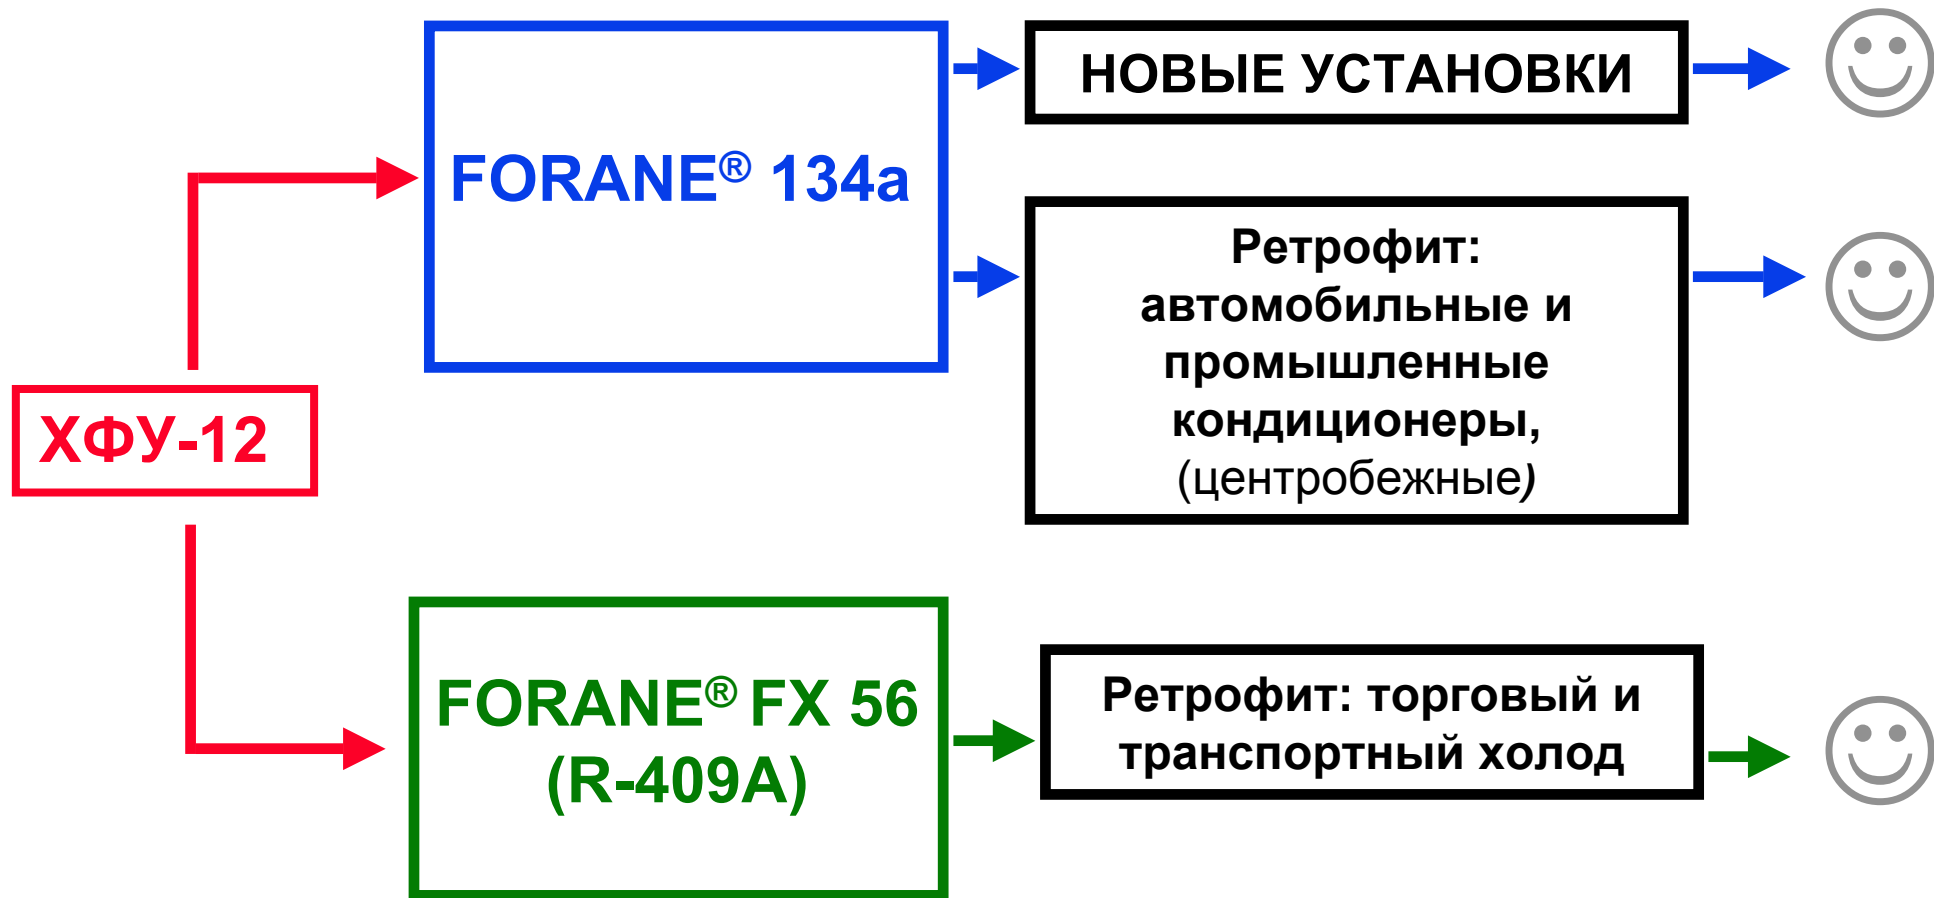 ХФУ-12
FORANE® 134a
НОВЫЕ УСТАНОВКИ
Ретрофит:
автомобильные и
промышленные
кондиционеры,
(центробежные)
FORANE® FX 56
(R-409A)
Ретрофит: торговый и
транспортный холод